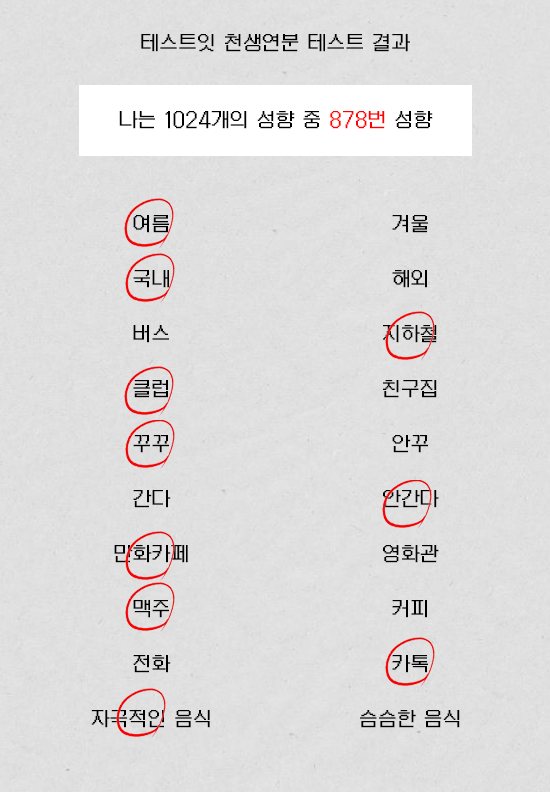 테스트잇 천생연분 테스트 결과
나는 1024개의 성향 중 878번 성향
여름 겨울
국내 해외
버스 지하철
클럽 친구집
꾸꾸 안꾸
간다 안간다
만화카페 영화관
맥주 커피
전화 카톡
자극적인 음식 슴슴한 음식